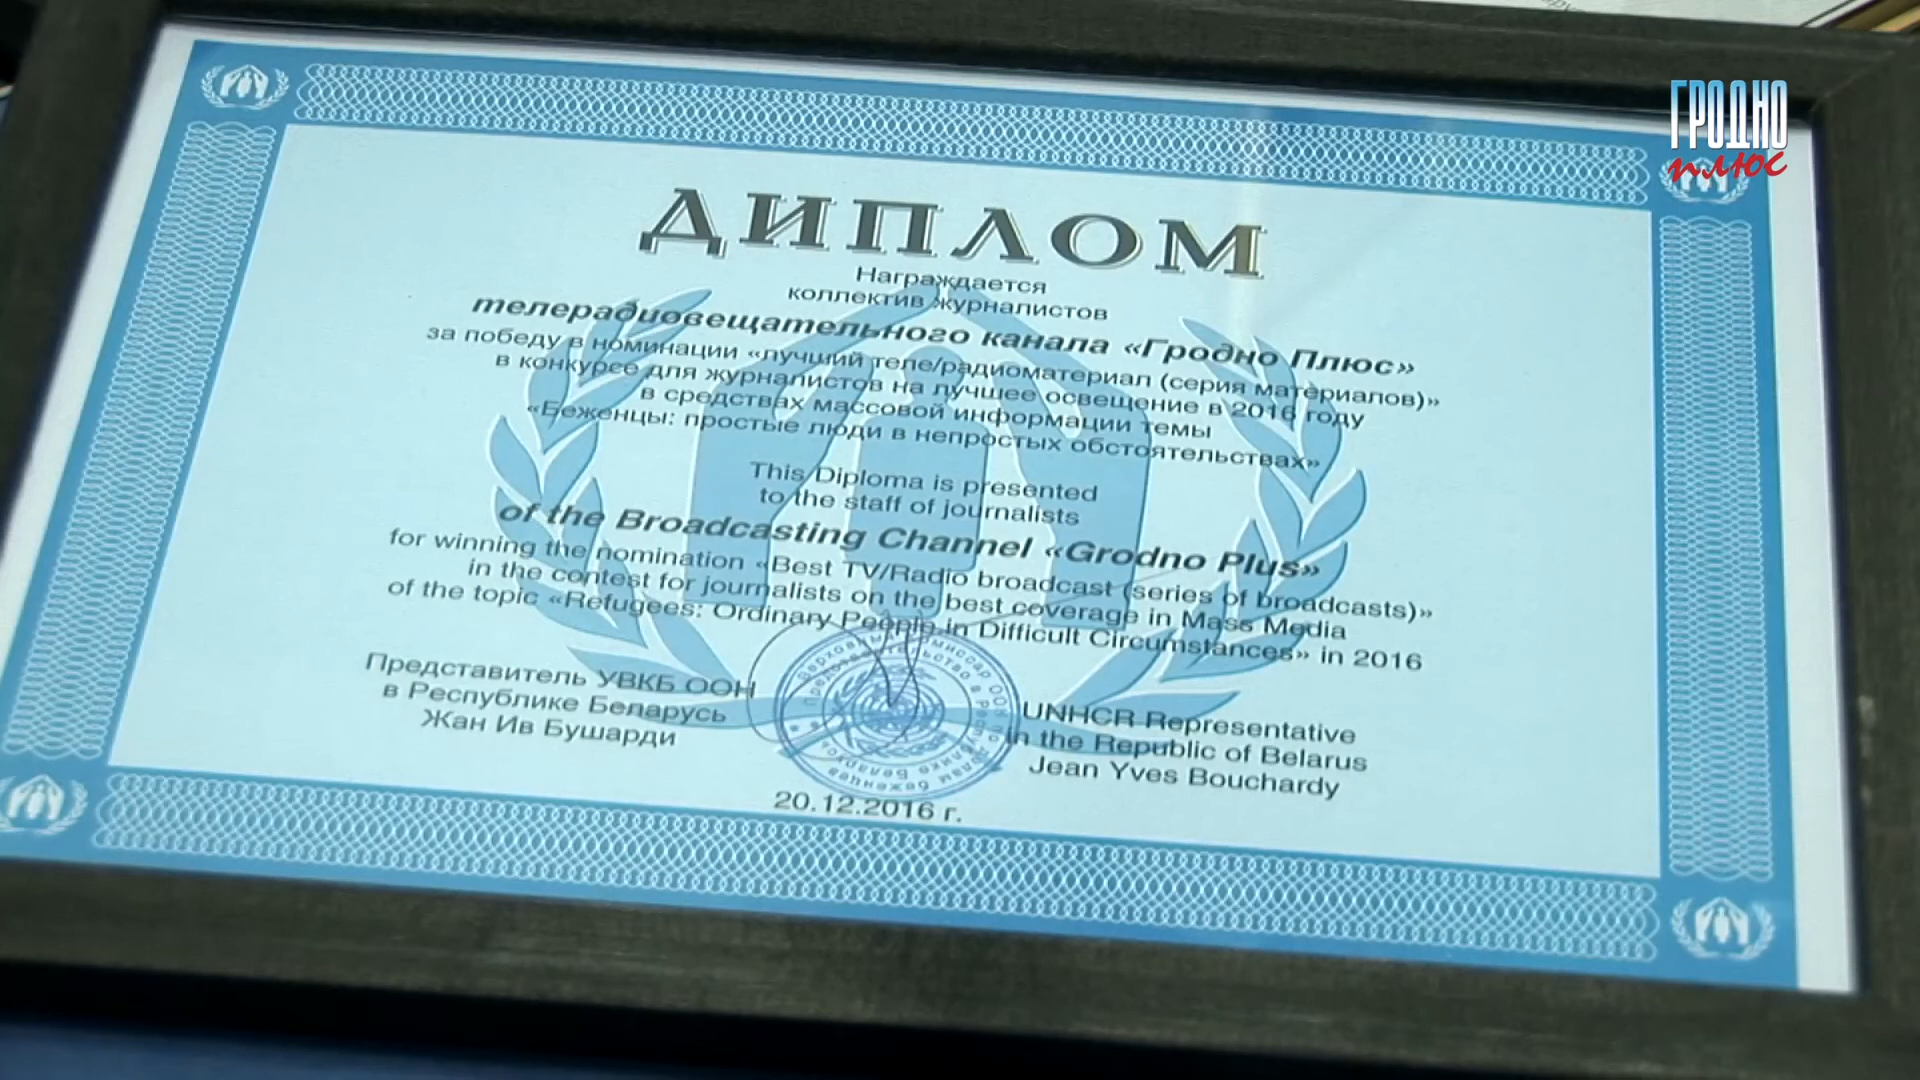 ГРОДНО
плюс
ДИПЛОМ
Награждается
коллектив журналистов
телерадиовещательного канала «Гродно Плюс»
за победу в номинации «лучший теле/радиоматериал (серия материалов)»
в конкурсе для журналистов на лучшее освещение в 2016 году
в средствах массовой информации темы
«Беженцы: простые люди в непростых обстоятельствах»
This Diploma is presented
to the staff of journalists
of the Broadcasting Channel «Grodno Plus»
for winning the nomination «Best TV/Radio broadcast (series of broadcasts)»
in the contest for journalists on the best coverage in Mass Media
of the topic «Refugees: Ordinary People in Difficult Circumstances» in 2016
Представитель УВКБ ООН
в Республике Беларусь
Жан Ив Бушарди
UNHCR Representative
in the Republic of Belarus
Jean Yves Bouchardy
20.12.2016 г.